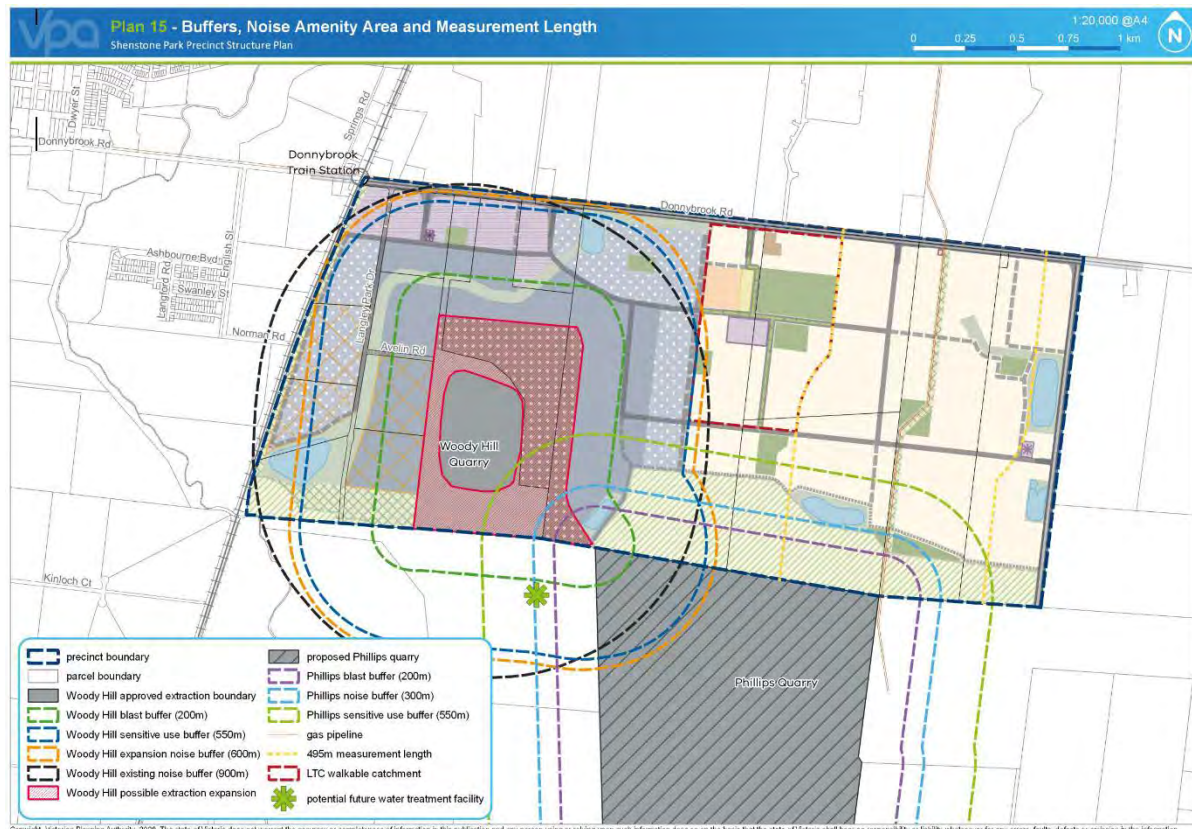 vpa
Plan 15 - Buffers, Noise Amenity Area and Measurement Length
Shenstone Park Precinct Structure Plan
1:20,000 @A4
0 0.25 0.5 0.75 1 km
N
Dwyer St
Donnybrook Rd
Springs Rd
Donnybrook
Train Station
Donnybrook Rd
Ashbourne Bvd
English St
Langford Rd
Swanley St
Langley Park Dr
Norman Rd
Avelin Rd
Woody Hill
Quarry
Kinloch Ct
Phillips Quarry
precinct boundary
parcel boundary
Woody Hill approved extraction boundary
Woody Hill blast buffer (200m)
Woody Hill sensitive use buffer (550m)
Woody Hill expansion noise buffer (600m)
Woody Hill existing noise buffer (900m)
Woody Hill possible extraction expansion
proposed Phillips quarry
Phillips blast buffer (200m)
Phillips noise buffer (300m)
Phillips sensitive use buffer (550m)
gas pipeline
495m measurement length
LTC walkable catchment
potential future water treatment facility